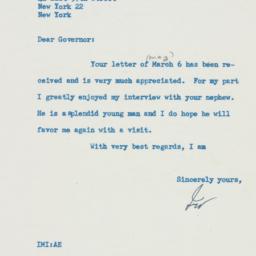 New York 22
New York
Dear Governor:
(May?)
Your letter of March 6 has been re-
ceived and is very much appreciated. For my part
I greatly enjoyed my interview with your nephew.
He is a splendid young man and I do hope he will
favor me again with a visit.
With very best regards, I am
Sincerely yours,
IMI:AE